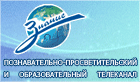 Знание
ПОЗНАВАТЕЛЬНО-ПРОСВЕТИТЕЛЬСКИЙ
И ОБРАЗОВАТЕЛЬНЫЙ ТЕЛЕКАНАЛ